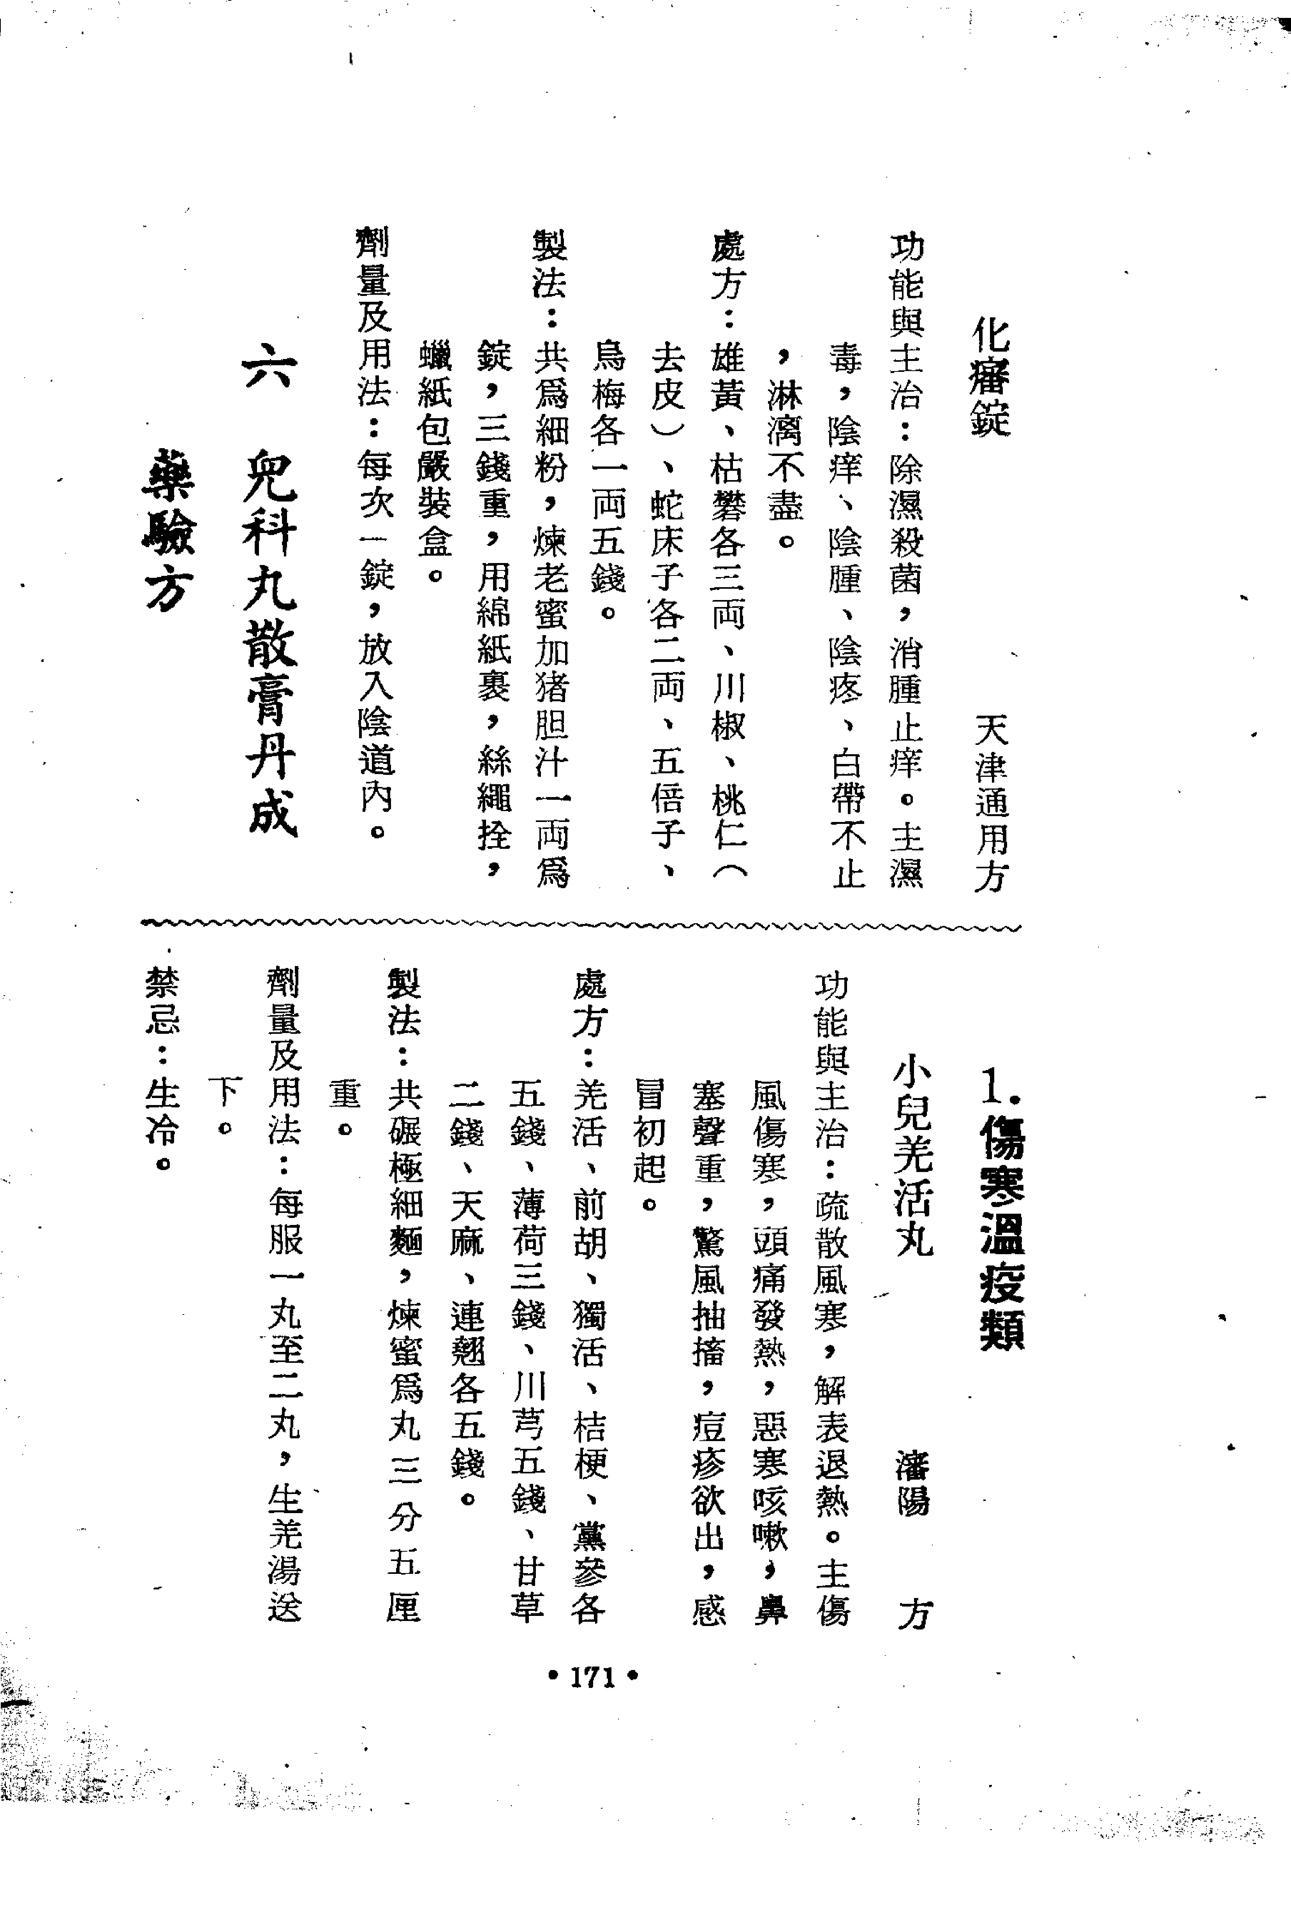 化㿈錠　天津通用方
功能與主治：除濕殺菌，消腫止痒。主濕
毒，陰痒、陰腫、陰疼、白帶不止
，淋漓不盡。
處方：雄黃、枯礬各三両、川椒、桃仁（
去皮）、蛇床子各二両、五倍子、
烏梅各一両五錢。
製法：共爲細粉，煉老蜜加猪胆汁一両爲
錠，三錢重，用綿紙裹，絲繩拴，
蠟紙包嚴裝盒。
劑量及用法：每次一錠，放入陰道內。
六　兒科丸散膏丹成
藥驗方
1.傷寒溫疫類
小兒羌活丸　瀋陽　方
功能與主治：疏散風寒，解表退熱。主傷
風傷寒，頭痛發熱，惡寒咳嗽，鼻
塞聲重，驚風抽搐，痘疹欲出，感
冒初起。
處方：羌活、前胡、獨活、桔梗、黨參各
五錢、薄荷三錢、川芎五錢、甘草
二錢、天麻、連翹各五錢。
製法：共碾極細麵，煉蜜爲丸三分五厘
重。
劑量及用法：每服一丸至二丸，生羌湯送
下。
禁忌：生冷。
•171•